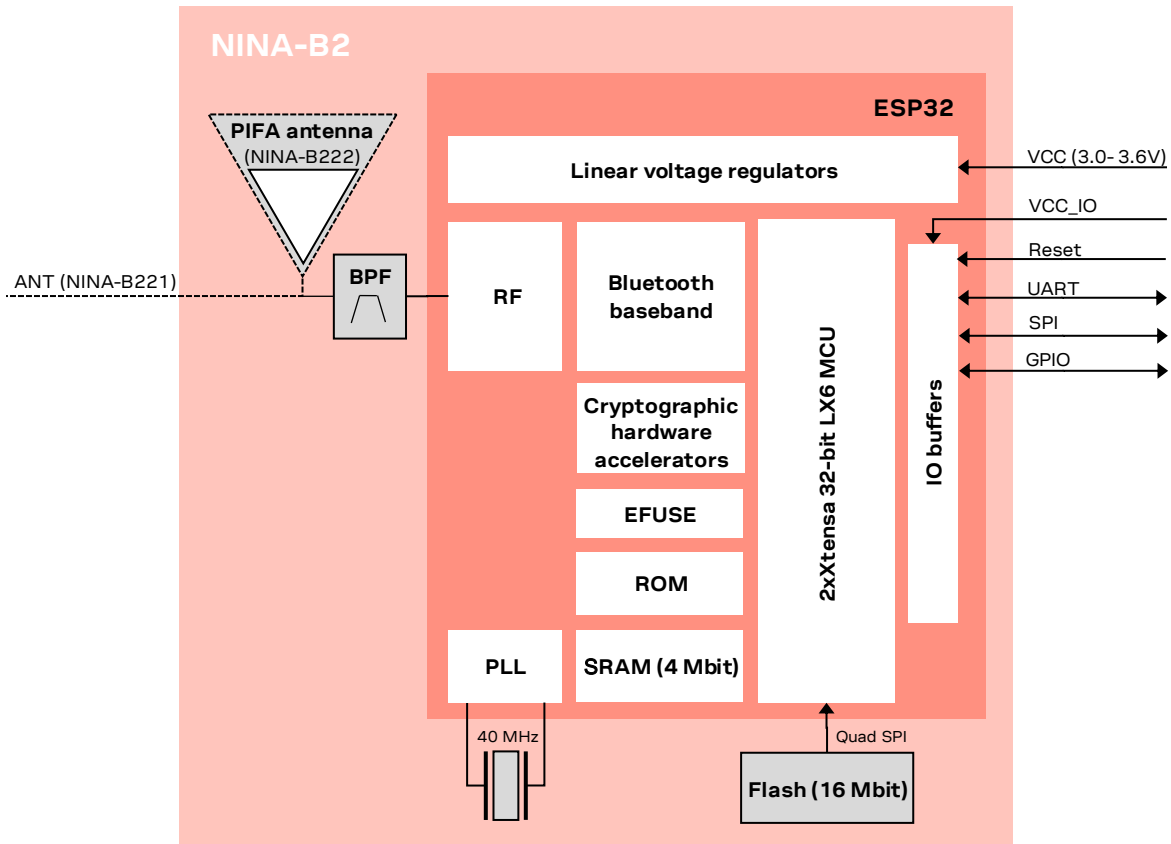 NINA-B2
ESP32
PIFA antenna
(NINA-B222)
Linear voltage regulators
VCC (3.0- 3.6V)
VCC_IO
Reset
UART
SPI
GPIO
ANT (NINA-B221)
BPF
RF
Bluetooth
baseband
Cryptographic
hardware
accelerators
EFUSE
ROM
PLL
SRAM (4 Mbit)
2xXtensa 32-bit LX6 MCU
IO buffers
40 MHz
Quad SPI
Flash (16 Mbit)